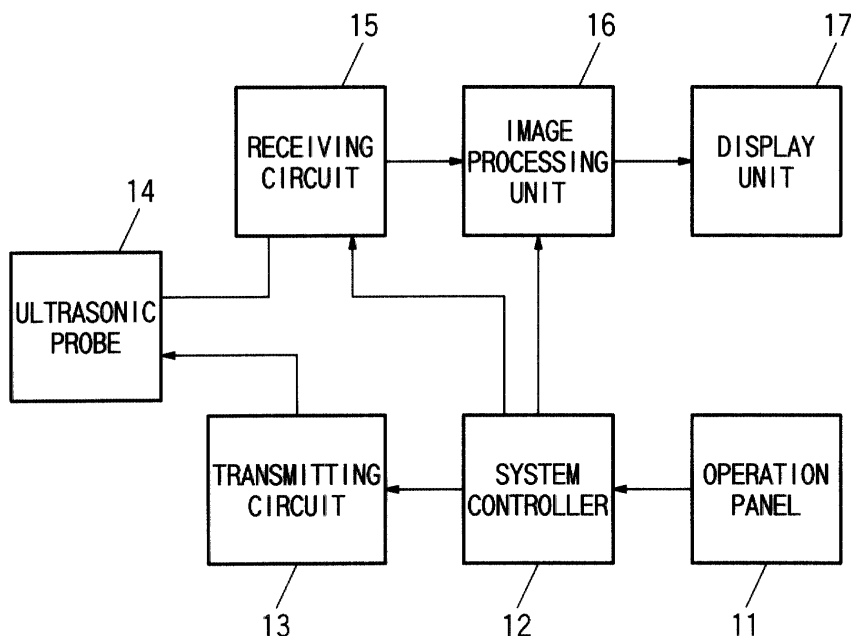 15
16
17
RECEIVING
CIRCUIT
IMAGE
PROCESSING
UNIT
DISPLAY
UNIT
14
ULTRASONIC
PROBE
TRANSMITTING
CIRCUIT
SYSTEM
CONTROLLER
OPERATION
PANEL
13
12
11